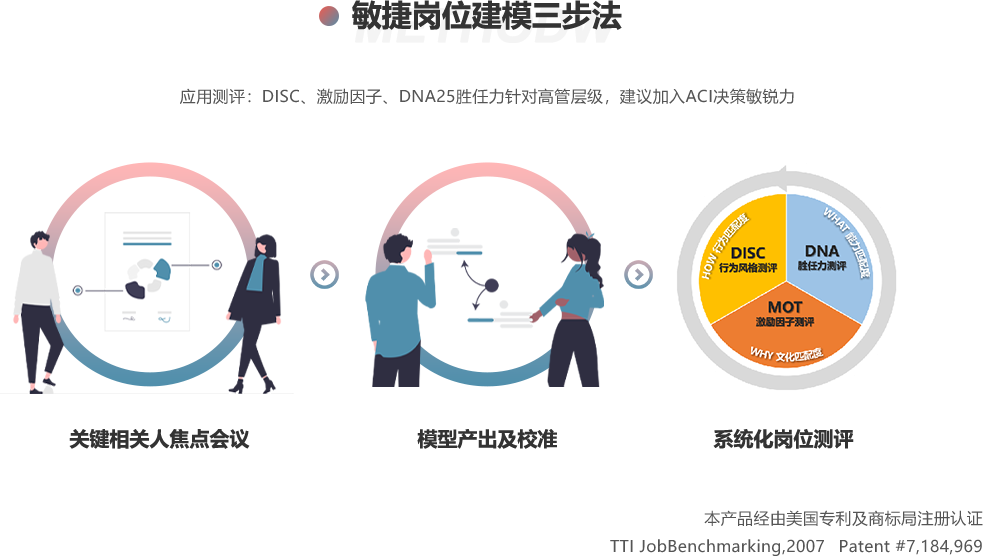 敏捷岗位建模三步法
应用测评：DISC、激励因子、DNA25胜任力针对高管层级，建议加入ACI决策敏锐力
HOW 行为匹配度
DISC
行为风格测评
WHAT 能力匹配度
DNA
胜任力测评
MOT
激励因子测评
WHY 文化匹配度
关键相关人焦点会议
模型产出及校准
系统化岗位测评
本产品经由美国专利及商标局注册认证
TTI JobBenchmarking,2007 Patent #7,184,969